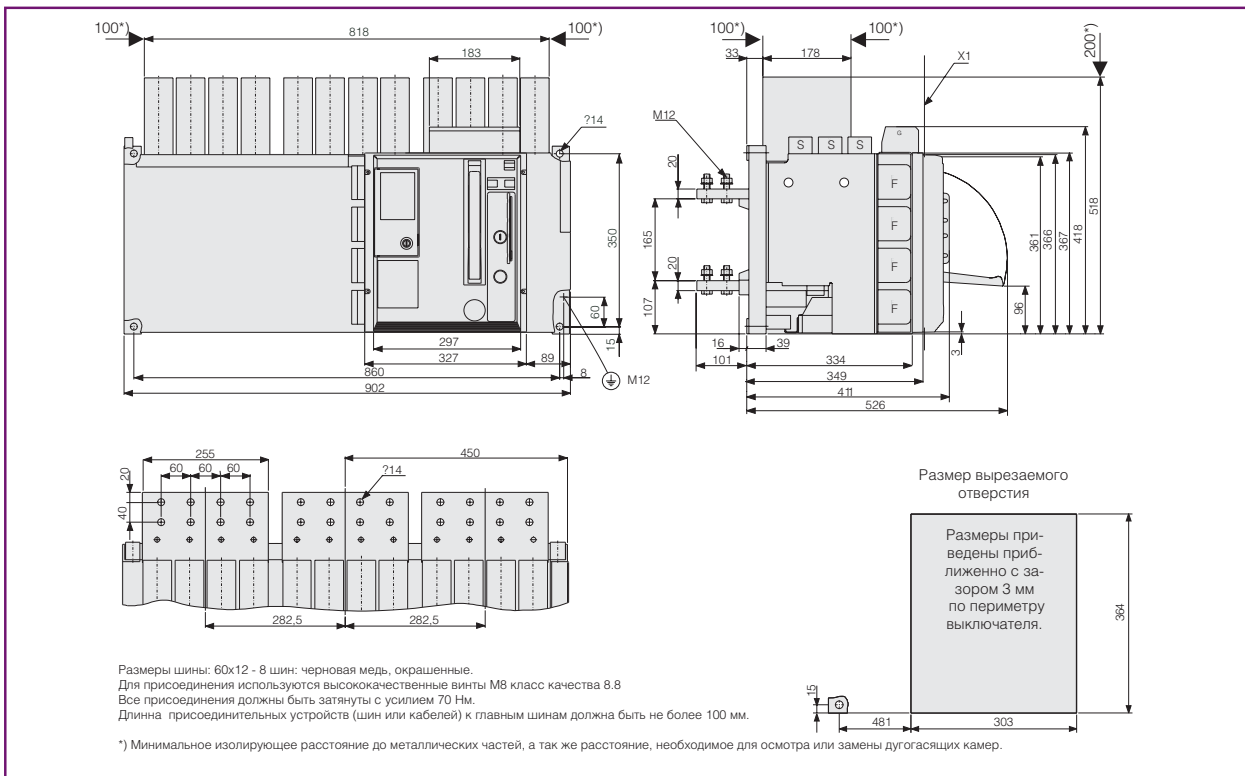 100*)
818
100*)
183
?14
350
60
15
297
327
89
860
8
902
M12
100*)
33
178
100*)
X1
200*)
M12
S
S
S
G
F
F
F
F
20
165
20
107
16
39
101
334
349
411
526
3
96
361
366
367
418
518
255
450
20
60
60
60
?14
40
282,5
282,5
Размер вырезаемого
отверстия
Размеры при-
ведены приб-
лиженно с за-
зором 3 мм
по периметру
выключателя.
364
15
481
303
Размеры шины: 60x12 - 8 шин: черновая медь, окрашенные.
Для присоединения используются высококачественные винты М8 класс качества 8.8
Все присоединения должны быть затянуты с усилием 70 Нм.
Длинна присоединительных устройств (шин или кабелей) к главным шинам должна быть не более 100 мм.
*) Минимальное изолирующее расстояние до металлических частей, а так же расстояние, необходимое для осмотра или замены дугогасящих камер.